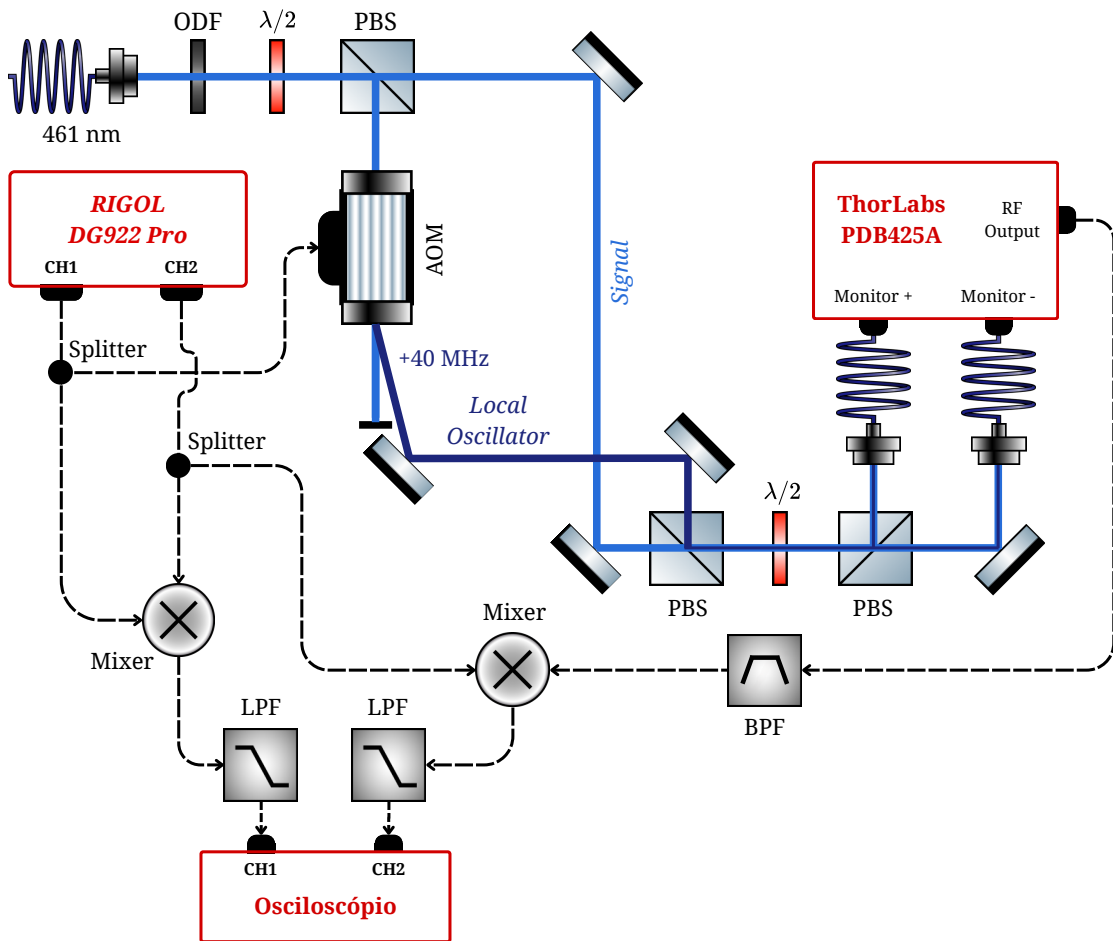 ODF
λ/2
PBS
461 nm
RIGOL
DG922 Pro
CH1
CH2
AOM
Signal
ThorLabs
PDB425A
RF
Output
Monitor +
Monitor -
Splitter
+40 MHz
Local
Oscillator
Splitter
λ/2
PBS
PBS
Mixer
Mixer
BPF
LPF
LPF
CH1
CH2
Osciloscópio